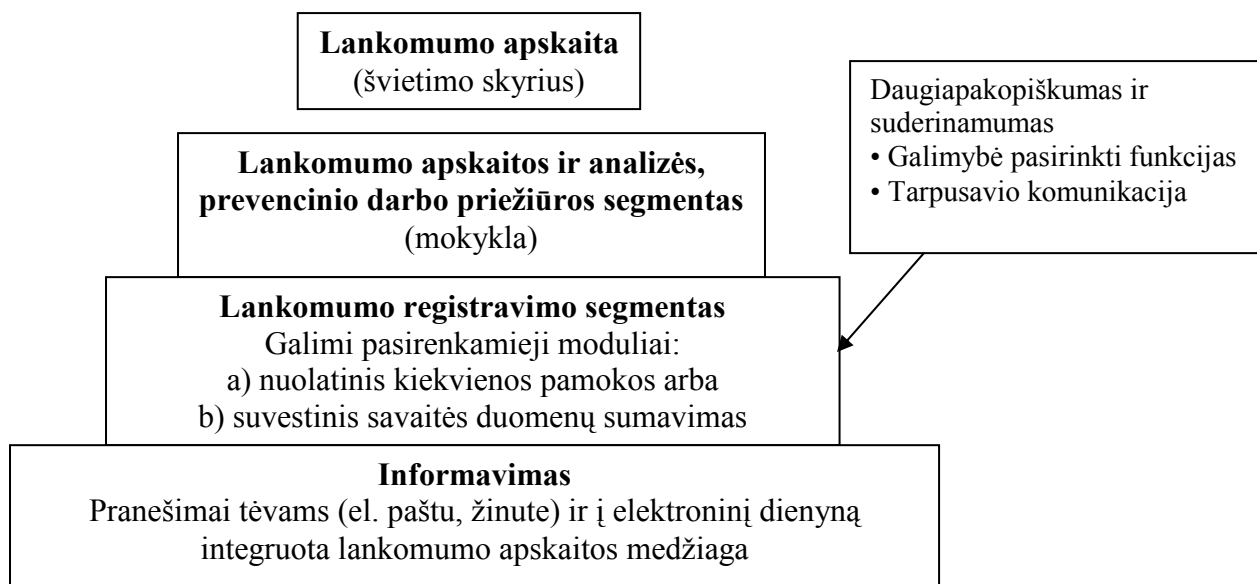 Lankomumo apskaita
(švietimo skyrius)
Daugiapakopiškumas ir
suderinamumas
• Galimybė pasirinkti funkcijas
• Tarpusavio komunikacija
Lankomumo apskaitos ir analizės,
prevencinio darbo priežiūros segmentas
(mokykla)
Lankomumo registravimo segmentas
Galimi pasirenkamieji moduliai:
a) nuolatinis kiekvienos pamokos arba
b) suvestinis savaitės duomenų sumavimas
Informavimas
Pranešimai tėvams (el. paštu, žinute) ir į elektroninį dienyną
integruota lankomumo apskaitos medžiaga